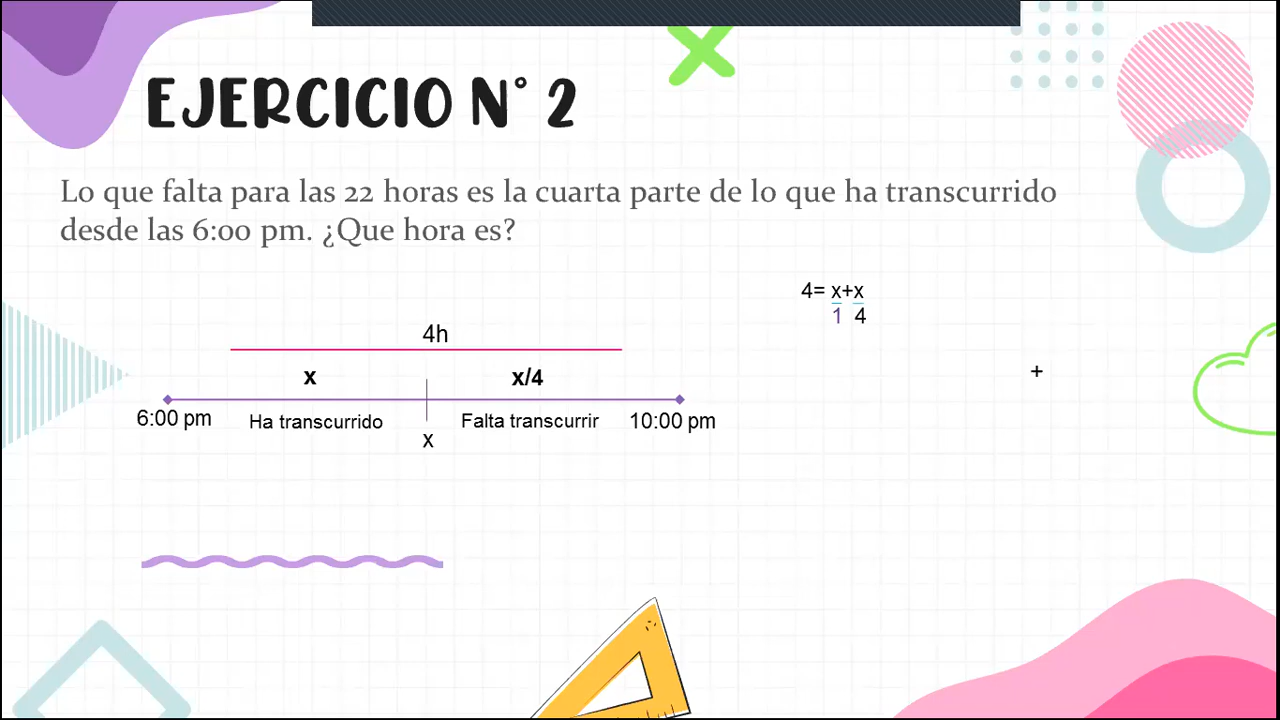 EJERCICIO N° 2
Lo que falta para las 22 horas es la cuarta parte de lo que ha transcurrido
desde las 6:00 pm. ¿Que hora es?
4= x+x
1 4
4h
x x/4
+
6:00 pm Ha transcurrido Falta transcurrir 10:00 pm
x